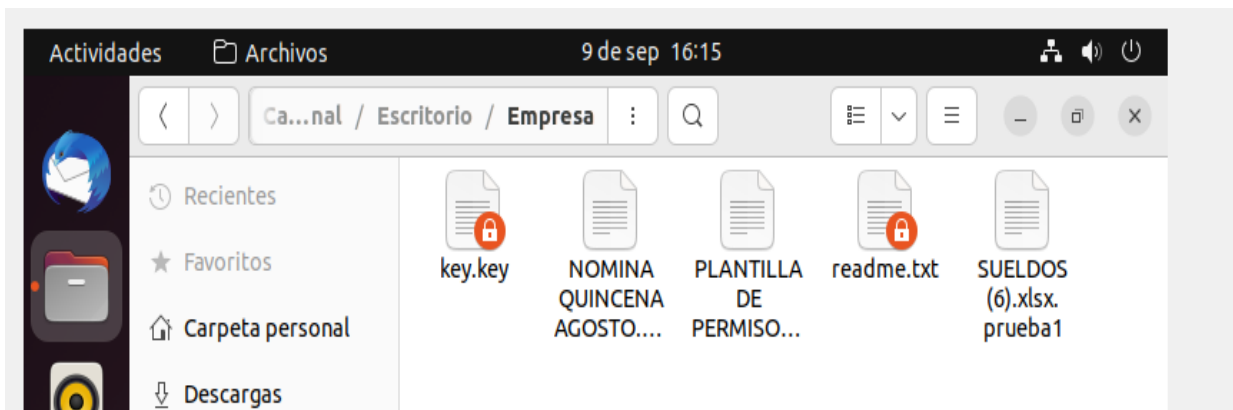 Actividades Archivos 9 de sep 16:15
Ca...nal / Escritorio / Empresa
Recientes
Favoritos
Carpeta personal
Descargas
key.key
NOMINA
QUINCENA
AGOSTO....
PLANTILLA
DE
PERMISO...
readme.txt
SUELDOS
(6).xlsx.
prueba1